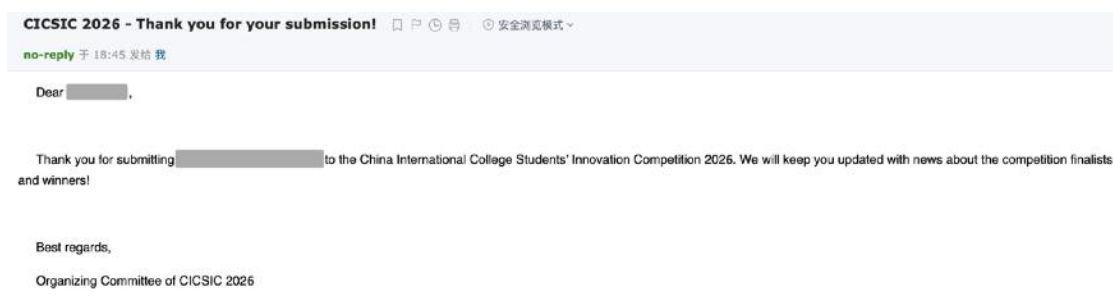 CICSIC 2026 - Thank you for your submission! 安全浏览模式
no-reply 于 18:45 发给 我
Dear ,
Thank you for submitting to the China International College Students' Innovation Competition 2026. We will keep you updated with news about the competition finalists
and winners!
Best regards,
Organizing Committee of CICSIC 2026